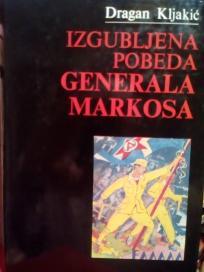 Dragan Kljakić
IZGUBLJENA
POBEDA
GENERALA
MARKOSA